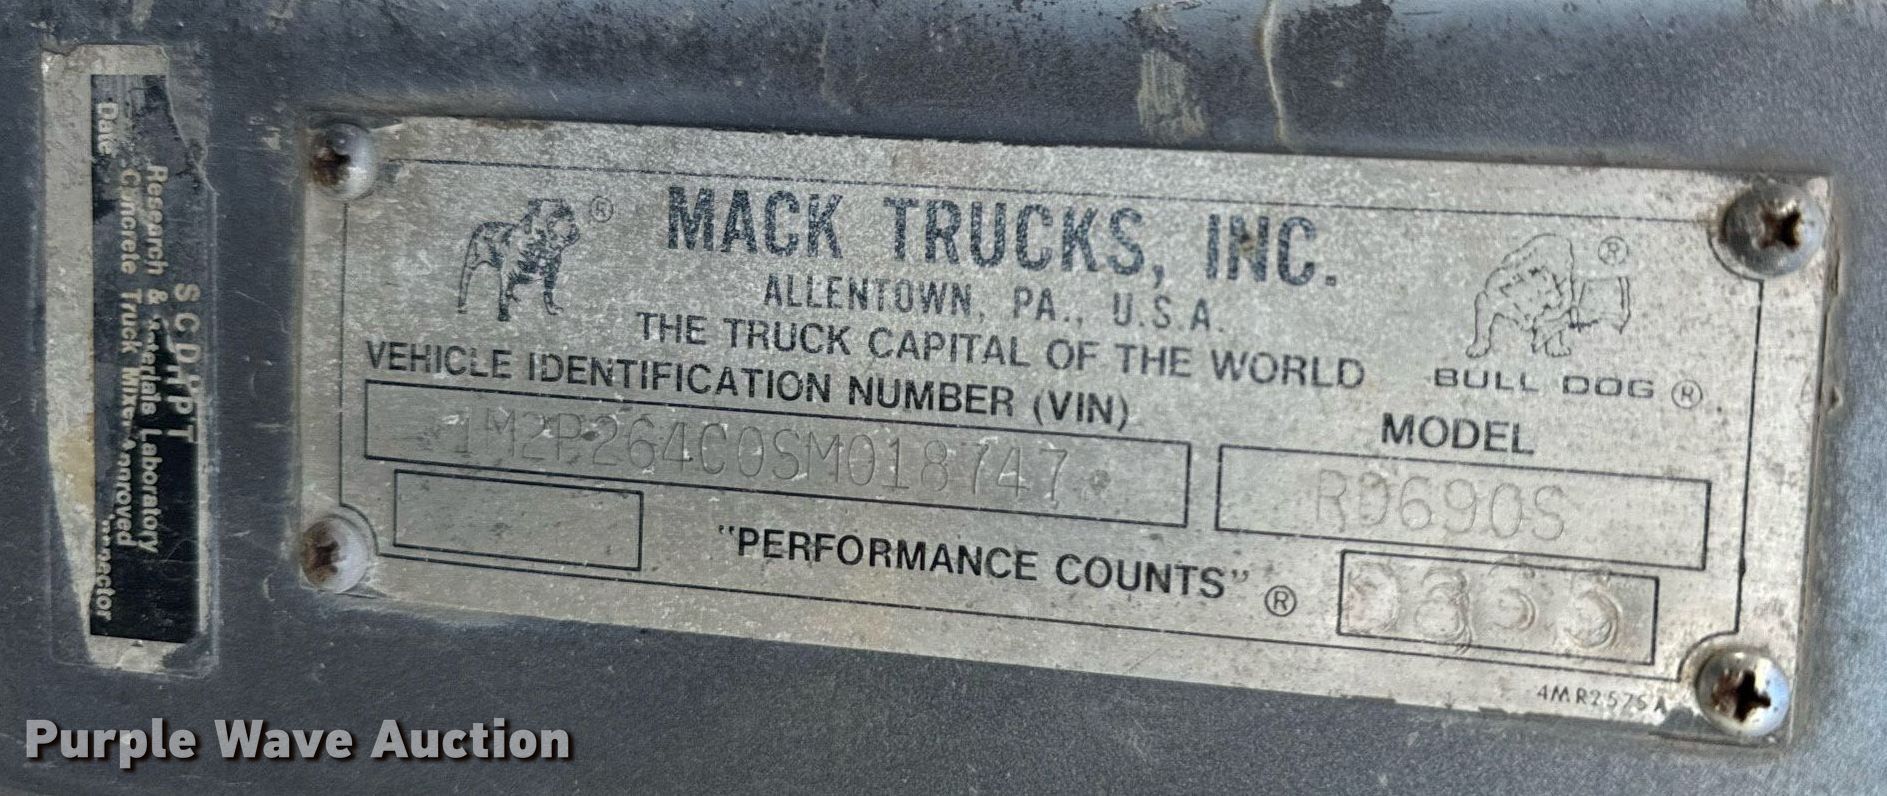 SCDHPT
Research & Materials Laboratory
Concrete Truck Mixer Approved
Date
MACK TRUCKS, INC.
ALLENTOWN, PA., U.S.A.
THE TRUCK CAPITAL OF THE WORLD
BULL DOG ®
VEHICLE IDENTIFICATION NUMBER (VIN)
MODEL
1M2P264C0SM018747
RD690S
"PERFORMANCE COUNTS" ®
4MR2575A
Purple Wave Auction